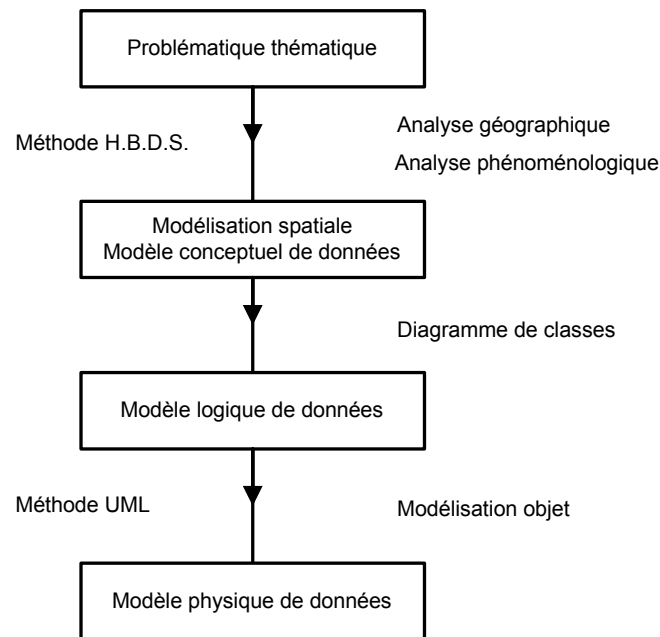 Problématique thématique
Méthode H.B.D.S.
Analyse géographique
Analyse phénoménologique
Modélisation spatiale
Modèle conceptuel de données
Diagramme de classes
Modèle logique de données
Méthode UML
Modélisation objet
Modèle physique de données